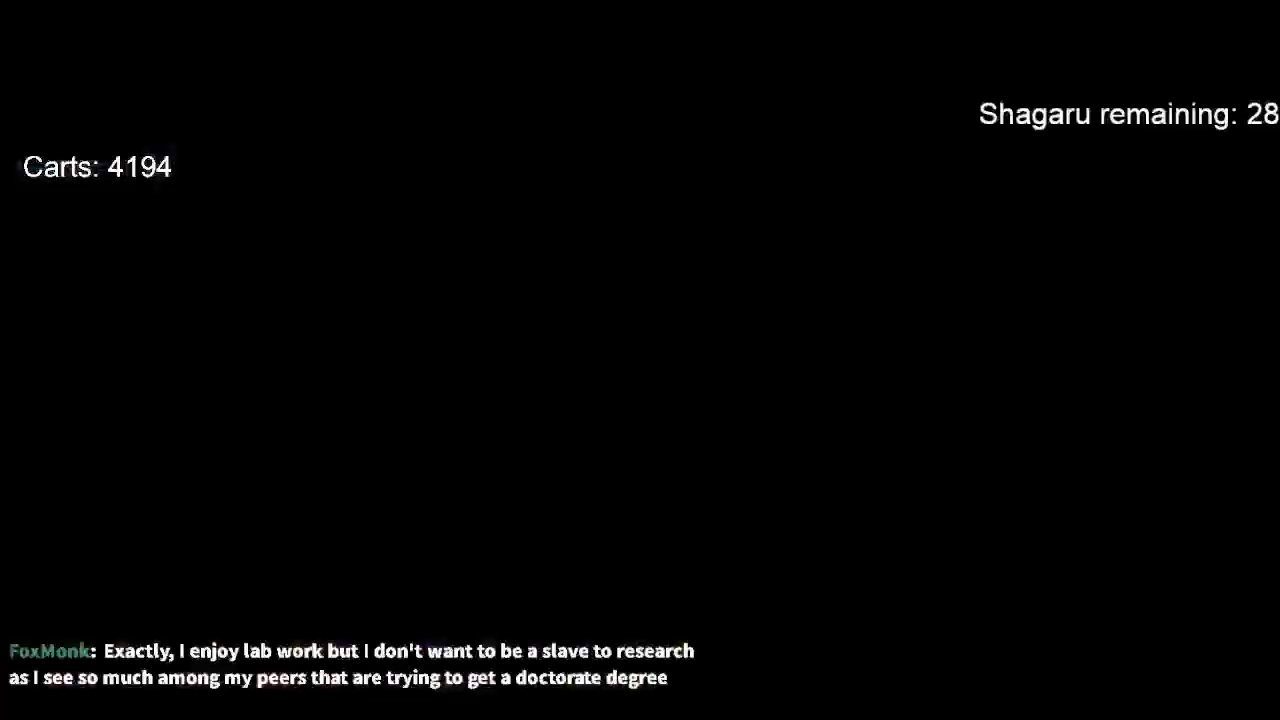 Shagaru remaining: 28
Carts: 4194
FoxMonk: Exactly, I enjoy lab work but I don't want to be a slave to research
as I see so much among my peers that are trying to get a doctorate degree